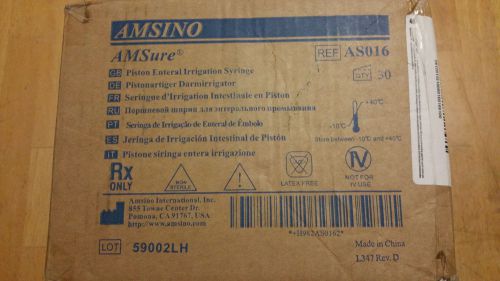 AMSINO
AMSure®
REF AS016
GB Piston Enteral Irrigation Syringe
QTY 30
DE Pistonartiger Darmirrigator
FR Seringue d'Irrigation Intestinale en Piston
RU Поршневой шприц для энтерального промывания
PT Seringa de Irrigação de Enteral de Êmbolo
ES Jeringa de Irrigación Intestinal de Pistón
IT Pistone siringa entera irrigazione
+40°C
-10°C
Store between -10°C and +40°C
Rx ONLY
NON STERILE
LATEX FREE
IV
NOT FOR IV USE
Amsino International, Inc.
855 Towne Center Dr.
Pomona, CA 91767, USA
http://www.amsino.com
*+H982AS0162*
LOT 59002LH
Made in China
L347 Rev. D